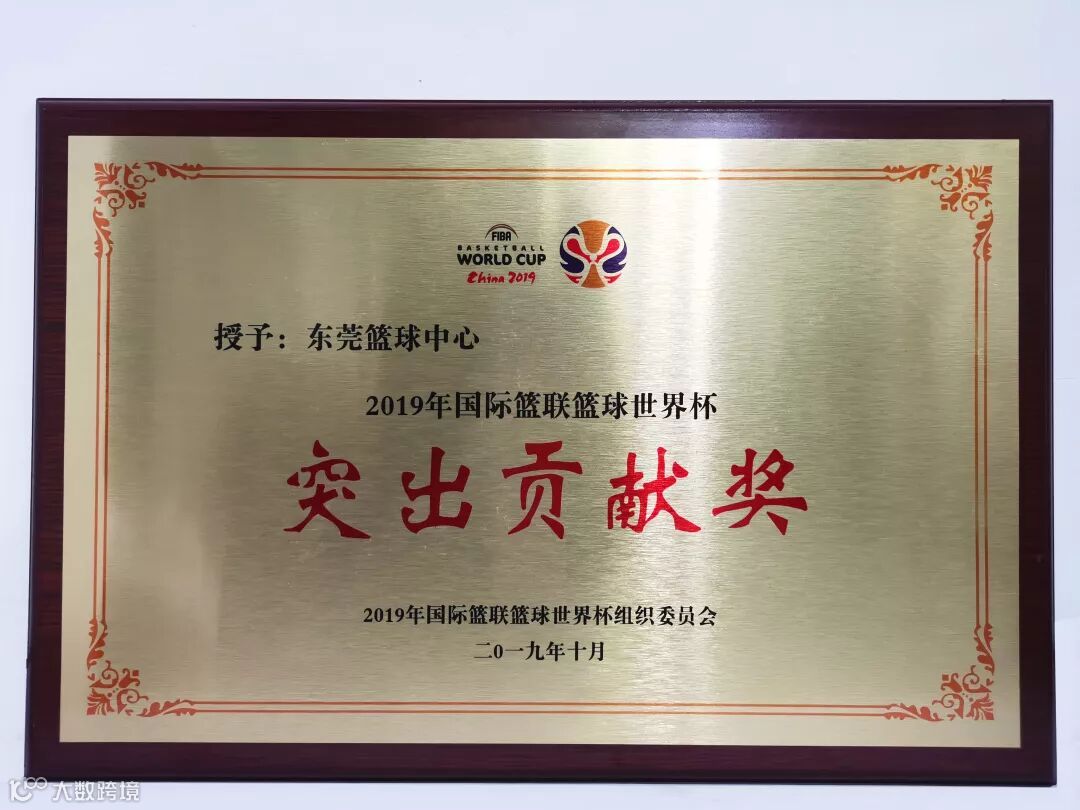 FIBA
BASKETBALL
WORLD CUP
China 2019
授予：东莞篮球中心
2019年国际篮联篮球世界杯
突出贡献奖
2019年国际篮联篮球世界杯组织委员会
二0一九年十月
大数跨境